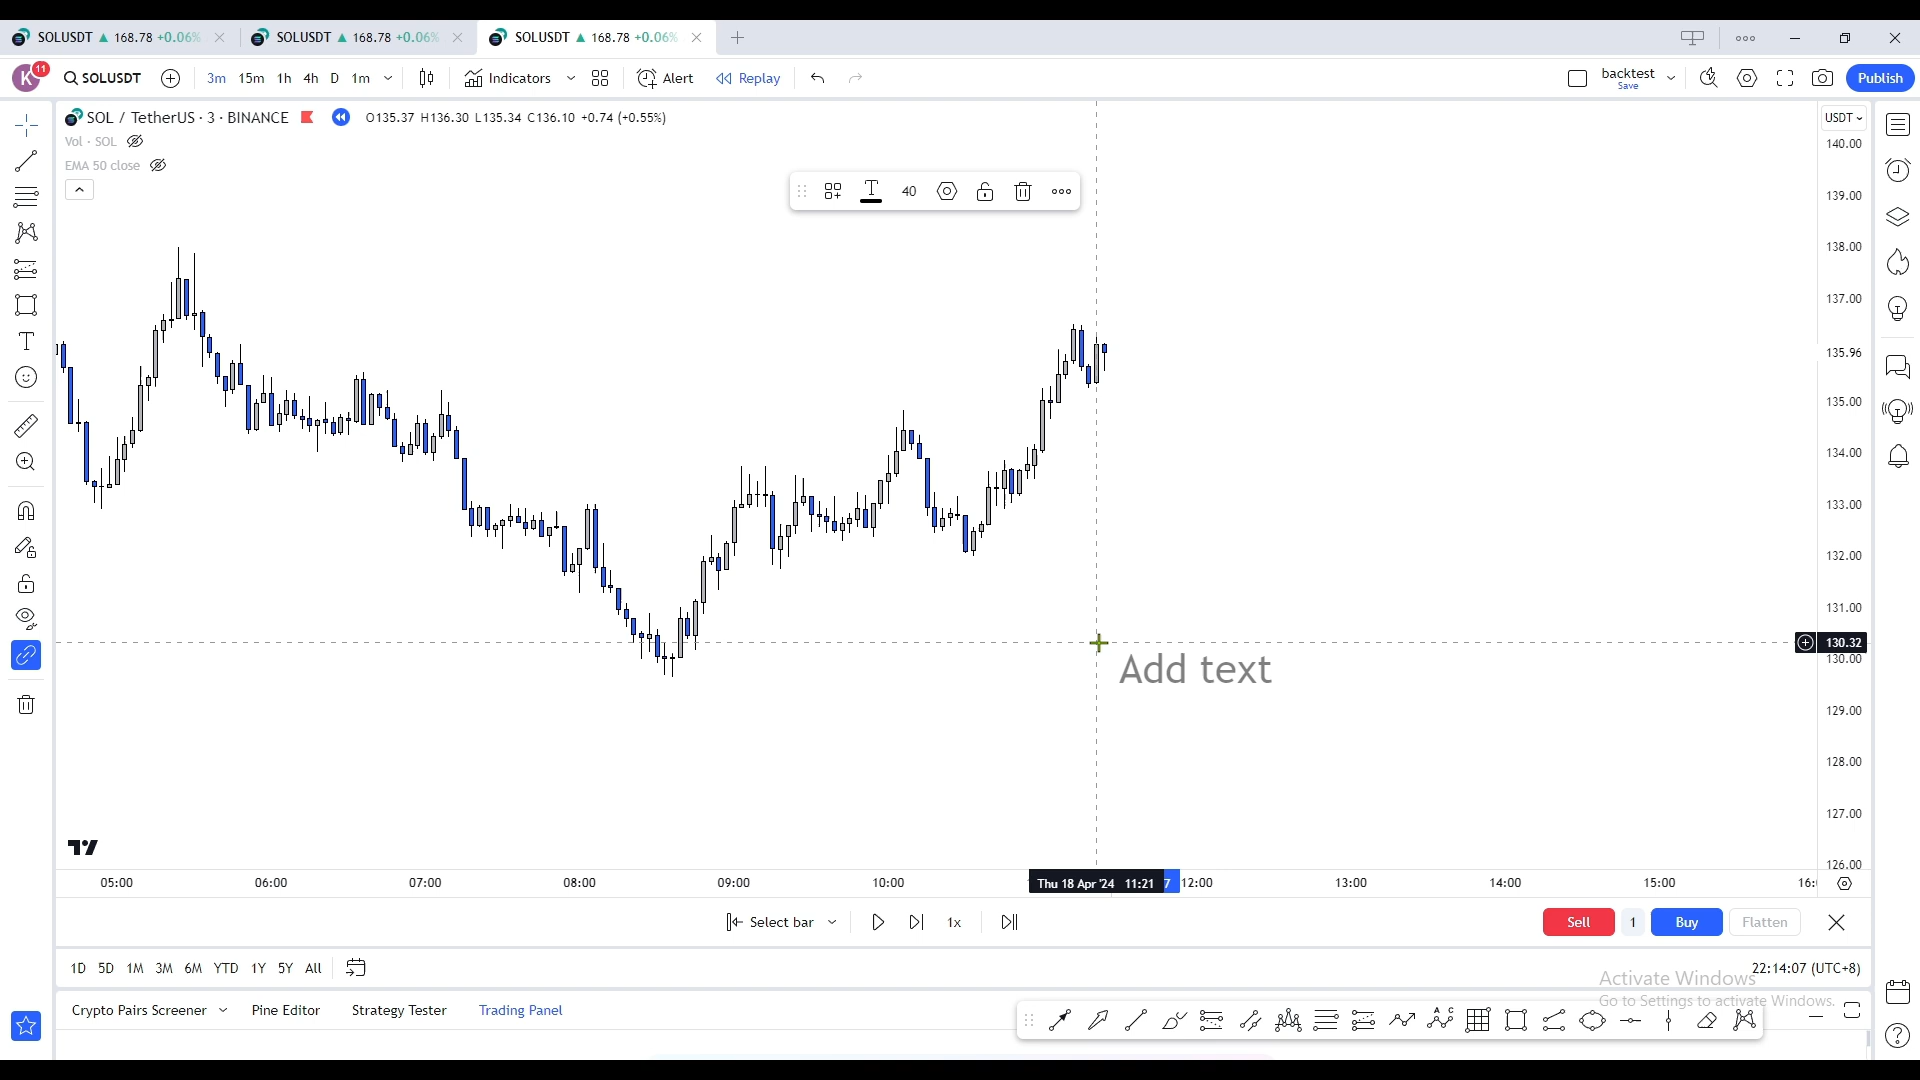 SOLUSDT ▲ 168.78 +0.06%
SOLUSDT ▲ 168.78 +0.06%
SOLUSDT ▲ 168.78 +0.06%
K 11
SOLUSDT
3m 15m 1h 4h D 1m
Indicators
Alert
Replay
backtest
Save
Publish
SOL / TetherUS · 3 · BINANCE
O135.37 H136.30 L135.34 C136.10 +0.74 (+0.55%)
USDT
Vol · SOL
EMA 50 close
40
140.00
139.00
138.00
137.00
135.96
135.00
134.00
133.00
132.00
131.00
130.32
130.00
129.00
128.00
127.00
126.00
Add text
05:00 06:00 07:00 08:00 09:00 10:00 Thu 18 Apr '24 11:21 7 12:00 13:00 14:00 15:00 16:
Select bar
1x
Sell 1 Buy Flatten
1D 5D 1M 3M 6M YTD 1Y 5Y All
22:14:07 (UTC+8)
Activate Windows
Go to Settings to activate Windows.
Crypto Pairs Screener Pine Editor Strategy Tester Trading Panel